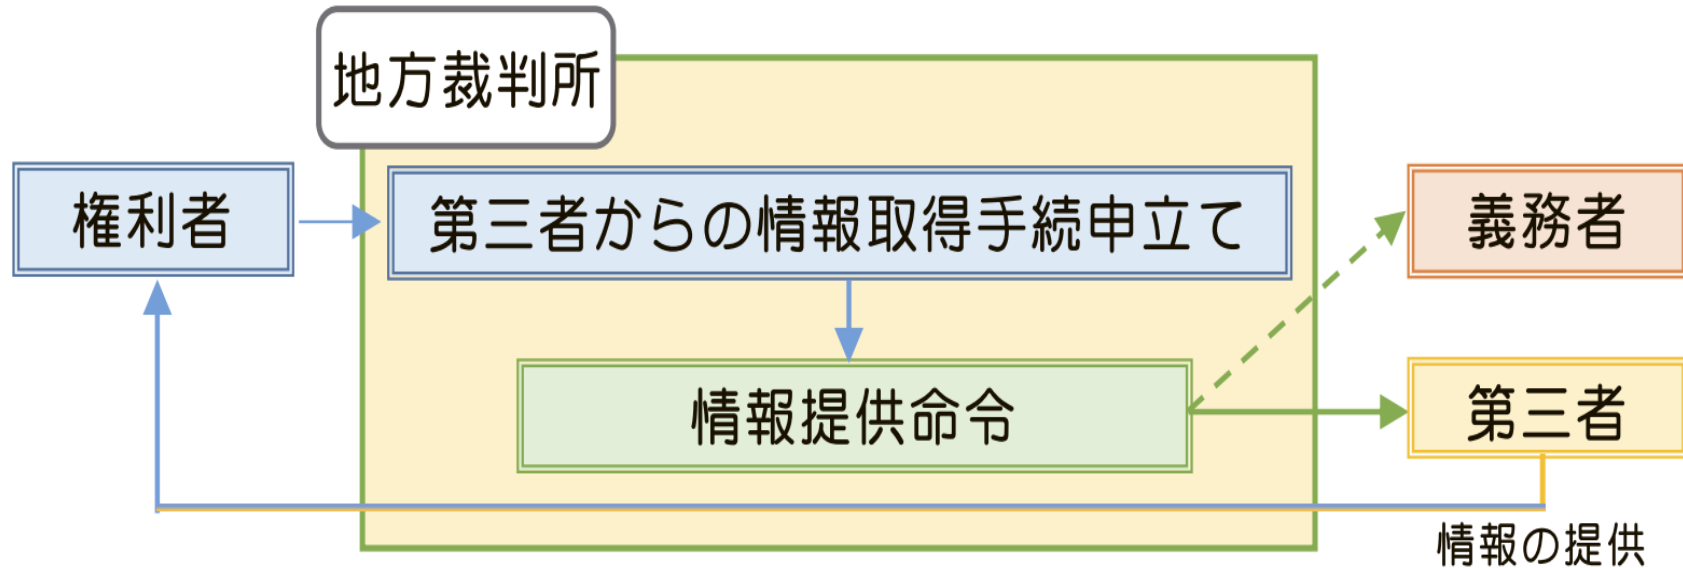 地方裁判所
権利者
第三者からの情報取得手続申立て
義務者
情報提供命令
第三者
情報の提供